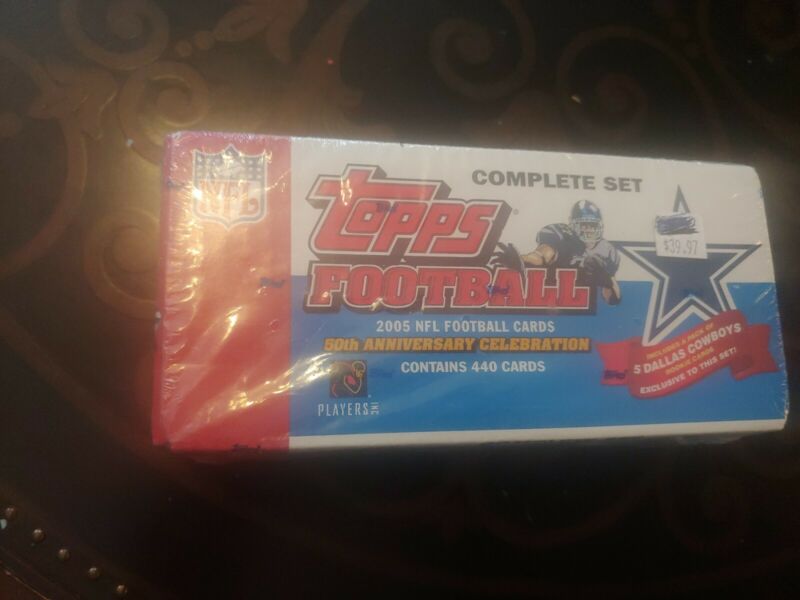 NFL
COMPLETE SET
Topps
FOOTBALL
$39.97
2005 NFL FOOTBALL CARDS
50th ANNIVERSARY CELEBRATION
CONTAINS 440 CARDS
PLAYERS INC
INCLUDES A PACK OF
5 DALLAS COWBOYS
ROOKIE CARDS
EXCLUSIVE TO THIS SET!